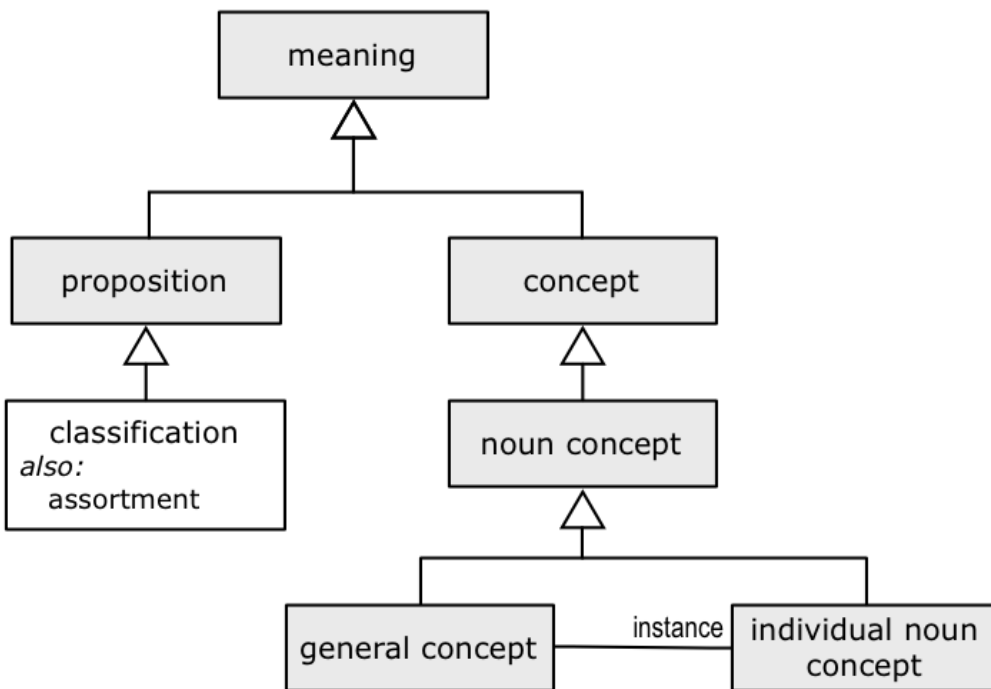 meaning
proposition
concept
classification
also:
assortment
noun concept
general concept
instance
individual noun
concept